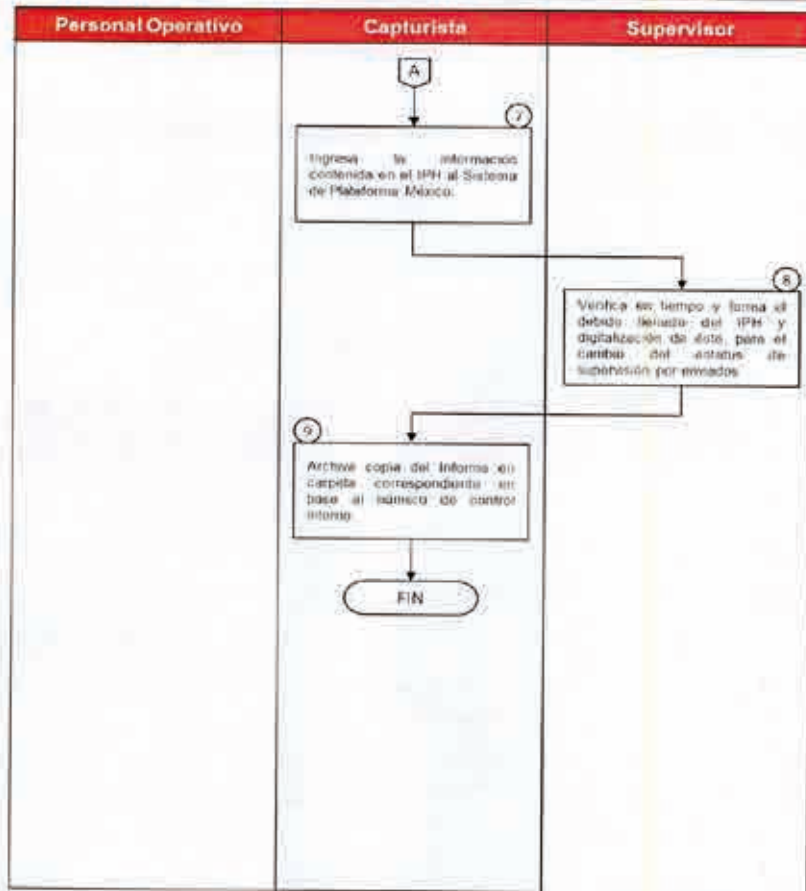 Personal Operativo
Capturista
Supervisor
A
7
Ingresa la información
contenida en el IPH al Sistema
de Plataforma México.
8
Verifica en tiempo y forma el
debido llenado del IPH y
digitalización de éste, para el
cambio del estatus de
supervisión por enviados
9
Archiva copia del Informe en
carpeta correspondiente en
base al número de control
interno.
FIN